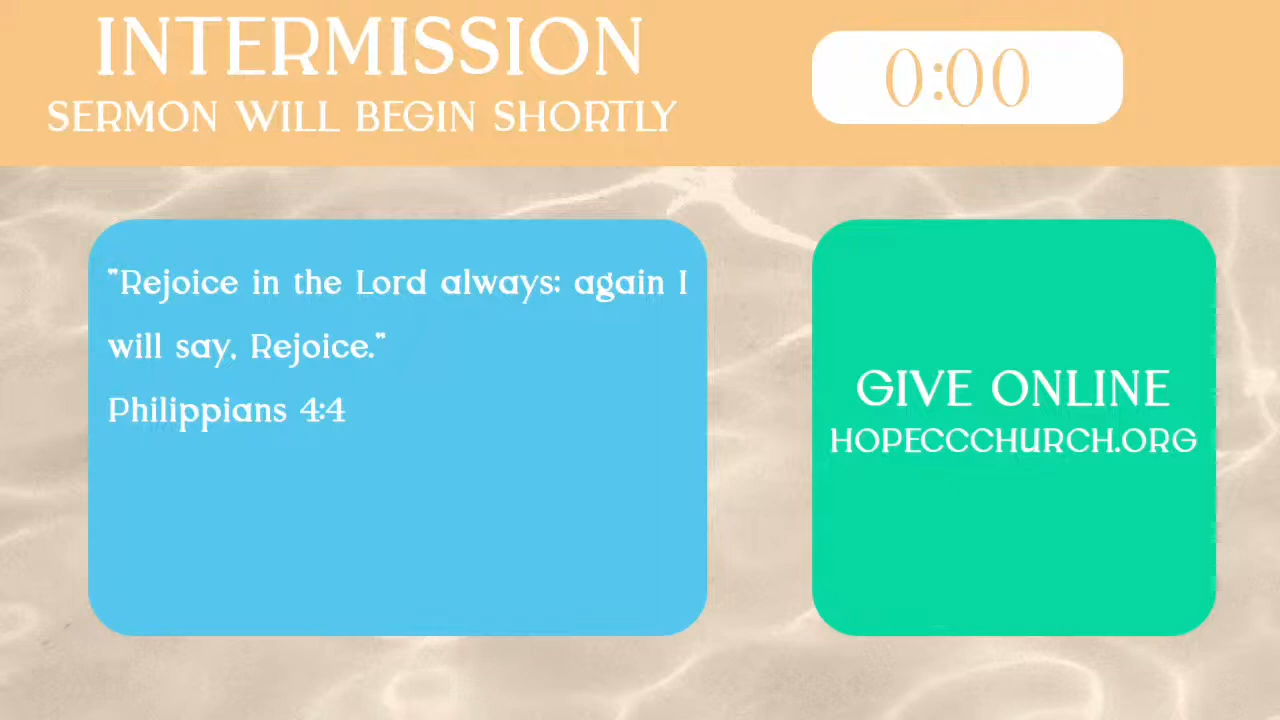 INTERMISSION
SERMON WILL BEGIN SHORTLY
0:00
"Rejoice in the Lord always: again I
will say, Rejoice."
Philippians 4:4
GIVE ONLINE
HOPECCCHURCH.ORG